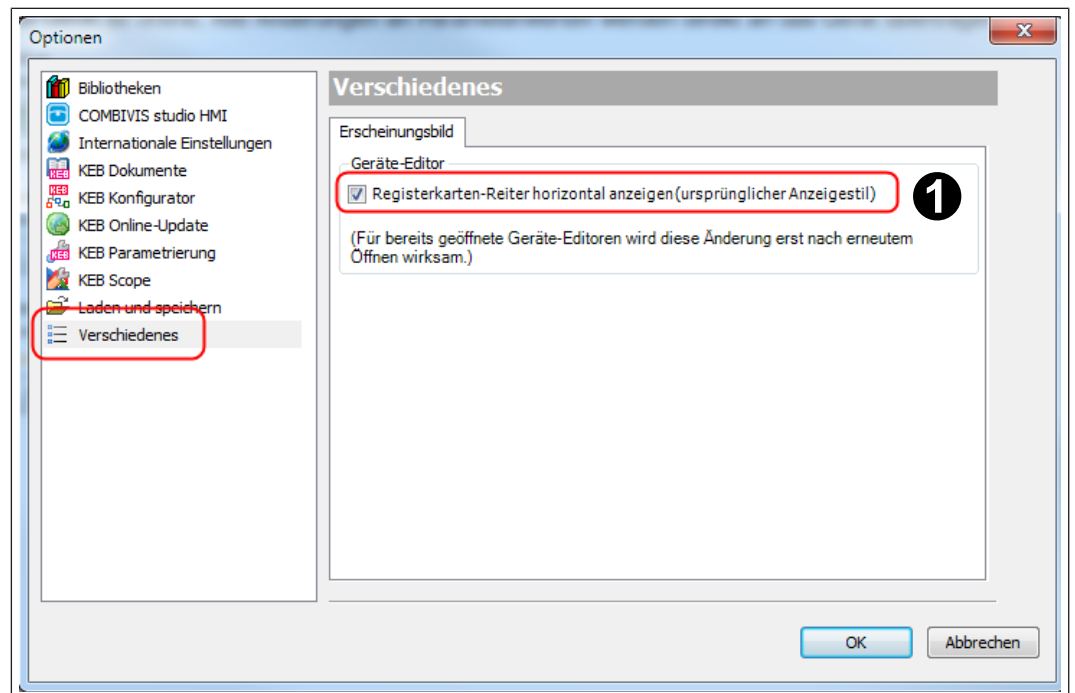 Optionen
Bibliotheken
COMBIVIS studio HMI
Internationale Einstellungen
KEB Dokumente
KEB Konfigurator
KEB Online-Update
KEB Parametrierung
KEB Scope
Laden und speichern
Verschiedenes
Verschiedenes
Erscheinungsbild
Geräte-Editor
Registerkarten-Reiter horizontal anzeigen (ursprünglicher Anzeigestil)
1
(Für bereits geöffnete Geräte-Editoren wird diese Änderung erst nach erneutem
Öffnen wirksam.)
OK
Abbrechen